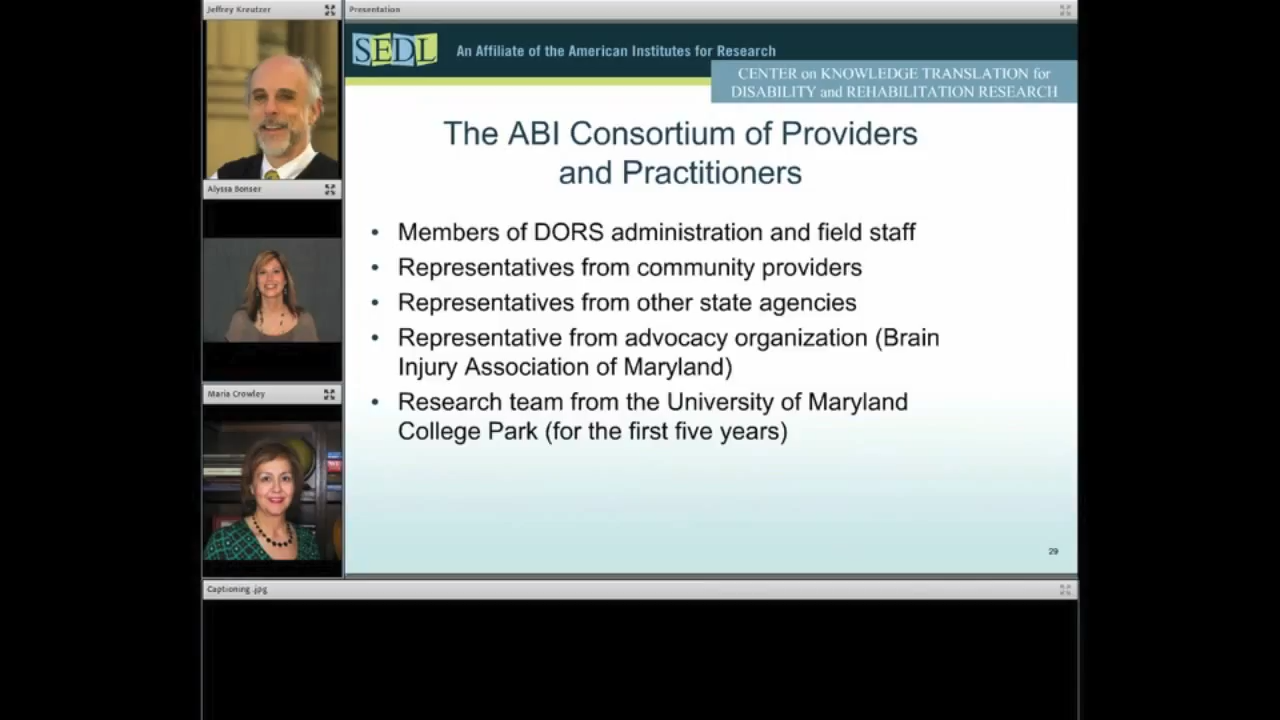 Jeffrey Kreutzer
Alyssa Bonser
Maria Crowley
Presentation
SEDL
An Affiliate of the American Institutes for Research
CENTER on KNOWLEDGE TRANSLATION for
DISABILITY and REHABILITATION RESEARCH
The ABI Consortium of Providers
and Practitioners
• Members of DORS administration and field staff
• Representatives from community providers
• Representatives from other state agencies
• Representative from advocacy organization (Brain
Injury Association of Maryland)
• Research team from the University of Maryland
College Park (for the first five years)
29
Captioning .jpg